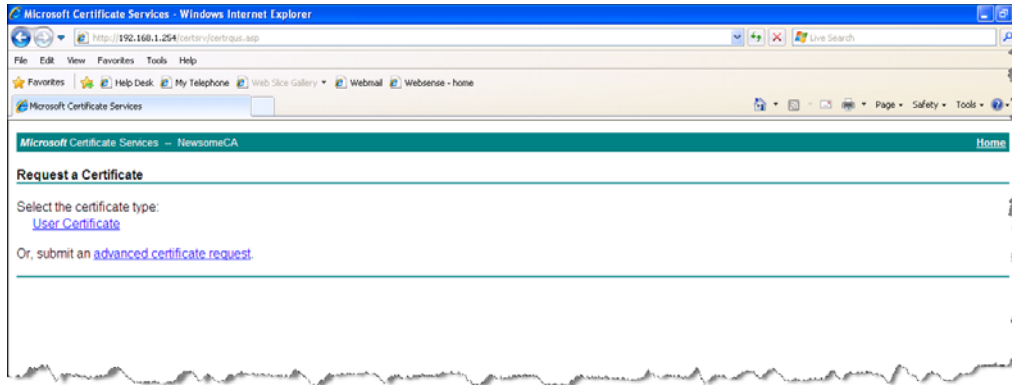 Microsoft Certificate Services - Windows Internet Explorer
http://192.168.1.254/certsrv/certrqus.asp
Live Search
File Edit View Favorites Tools Help
Favorites Help Desk My Telephone Web Slice Gallery Webmail Websense - home
Microsoft Certificate Services Page Safety Tools
Microsoft Certificate Services -- NewsomeCA Home
Request a Certificate
Select the certificate type:
User Certificate
Or, submit an advanced certificate request.